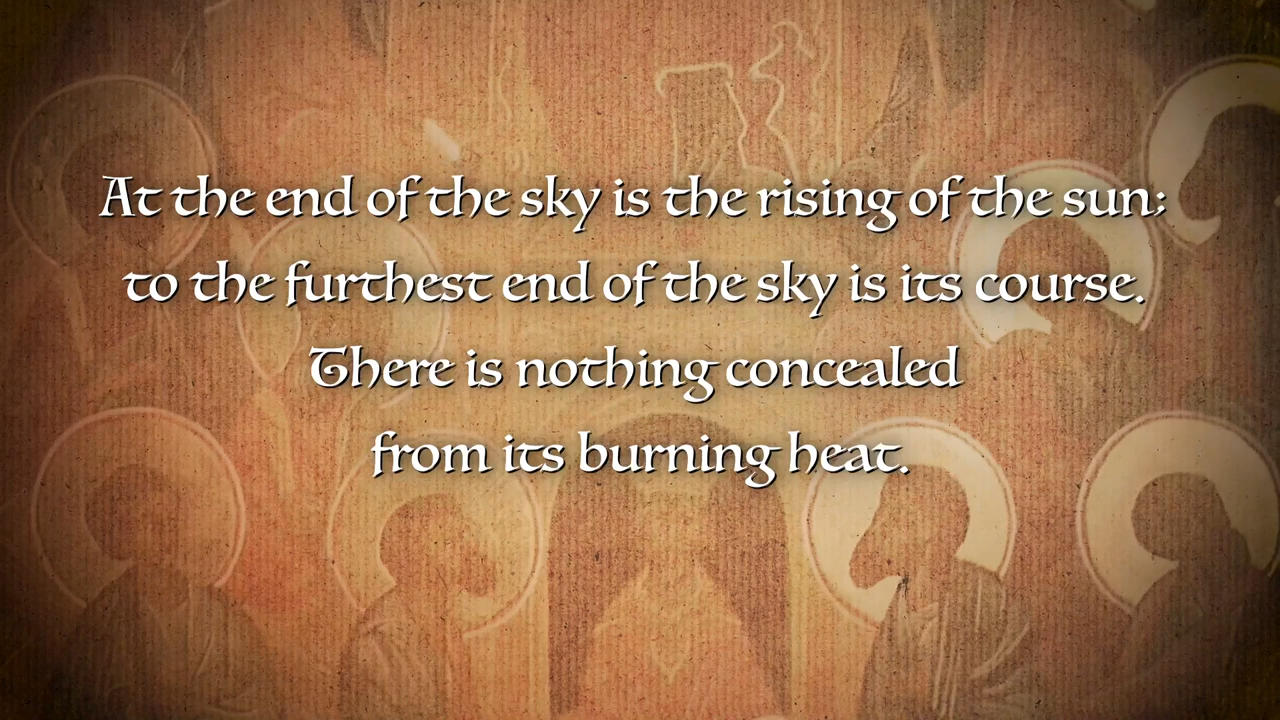 At the end of the sky is the rising of the sun;
to the furthest end of the sky is its course.
There is nothing concealed
from its burning heat.